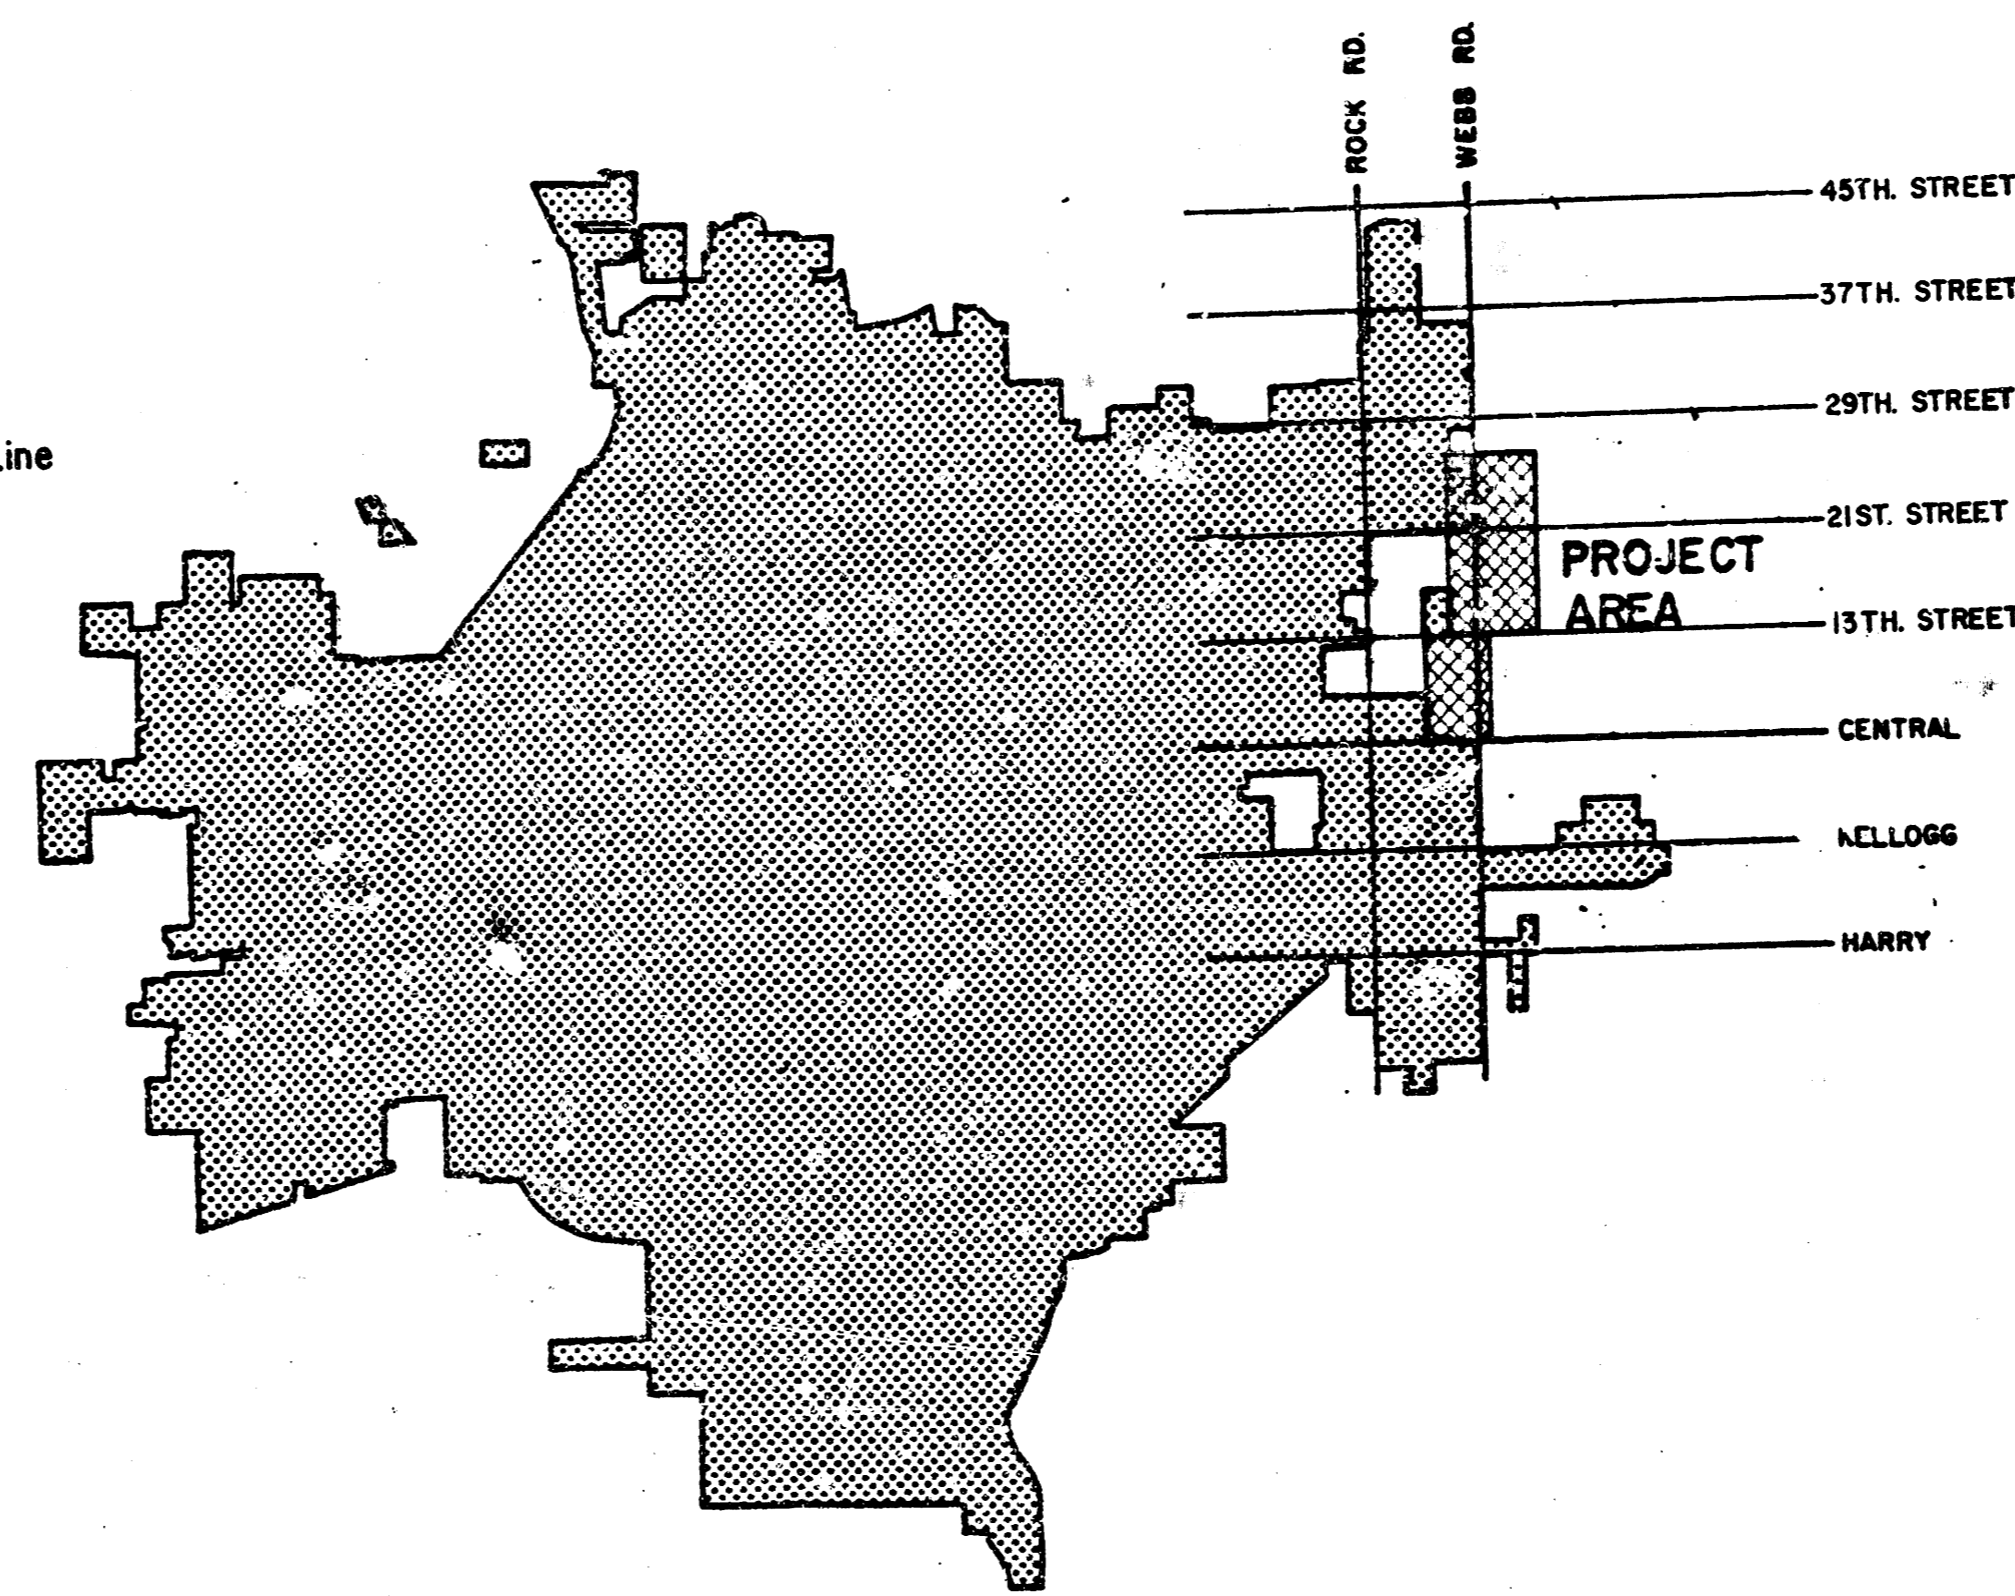 ROCK RD.
WEBB RD.
45TH. STREET
37TH. STREET
29TH. STREET
21ST. STREET
PROJECT
AREA
13TH. STREET
CENTRAL
KELLOGG
HARRY
ine